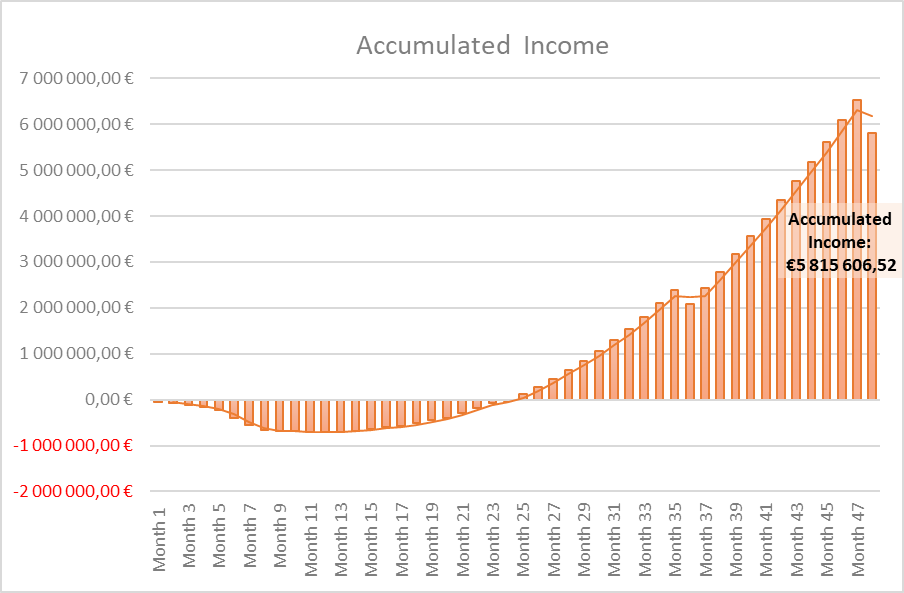 Accumulated Income
7 000 000,00 €
6 000 000,00 €
5 000 000,00 €
4 000 000,00 €
3 000 000,00 €
2 000 000,00 €
1 000 000,00 €
0,00 €
-1 000 000,00 €
-2 000 000,00 €
Accumulated
Income:
€5 815 606,52
Month 1
Month 3
Month 5
Month 7
Month 9
Month 11
Month 13
Month 15
Month 17
Month 19
Month 21
Month 23
Month 25
Month 27
Month 29
Month 31
Month 33
Month 35
Month 37
Month 39
Month 41
Month 43
Month 45
Month 47